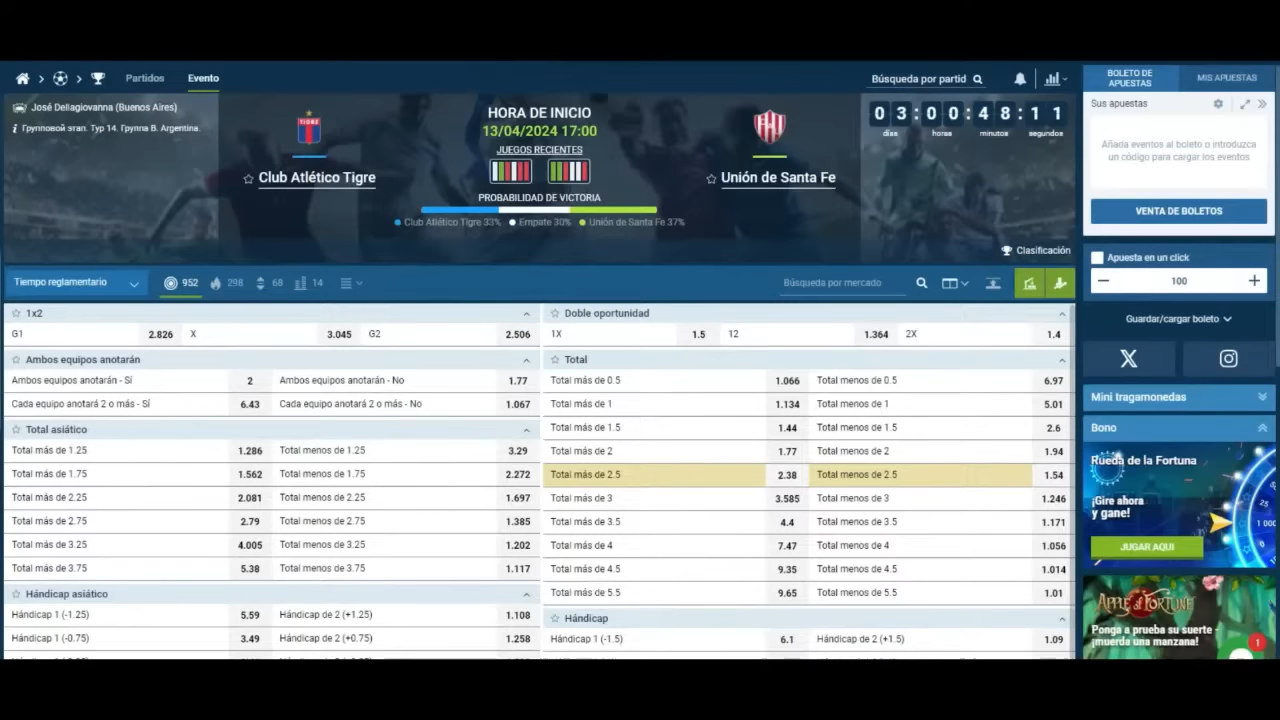 Partidos
Evento
Búsqueda por partid
BOLETO DE APUESTAS
MIS APUESTAS
José Dellagiovanna (Buenos Aires)
Групповой этап. Тур 14. Группа B. Argentina.
TIGRE
HORA DE INICIO
13/04/2024 17:00
JUEGOS RECIENTES
03:00:48:11
días horas minutos segundos
Club Atlético Tigre
Unión de Santa Fe
PROBABILIDAD DE VICTORIA
Club Atlético Tigre 33% Empate 30% Unión de Santa Fe 37%
Clasificación
Sus apuestas
Añada eventos al boleto o introduzca
un código para cargar los eventos
VENTA DE BOLETOS
Apuesta en un click
100
Guardar/cargar boleto
Mini tragamonedas
Bono
Rueda de la Fortuna
¡Gire ahora
y gane!
JUGAR AQUI
25
1 000
APPLE of FORTUNE
Ponga a prueba su suerte -
¡muerda una manzana!
1
Tiempo reglamentario
952 298 68 14
Búsqueda por mercado
1x2
G1 2.826 X 3.045 G2 2.506
Ambos equipos anotarán
Ambos equipos anotarán - Sí 2 Ambos equipos anotarán - No 1.77
Cada equipo anotará 2 o más - Sí 6.43 Cada equipo anotará 2 o más - No 1.067
Total asiático
Total más de 1.25 1.286 Total menos de 1.25 3.29
Total más de 1.75 1.562 Total menos de 1.75 2.272
Total más de 2.25 2.081 Total menos de 2.25 1.697
Total más de 2.75 2.79 Total menos de 2.75 1.385
Total más de 3.25 4.005 Total menos de 3.25 1.202
Total más de 3.75 5.38 Total menos de 3.75 1.117
Hándicap asiático
Hándicap 1 (-1.25) 5.59 Hándicap de 2 (+1.25) 1.108
Hándicap 1 (-0.75) 3.49 Hándicap de 2 (+0.75) 1.258
Doble oportunidad
1X 1.5 12 1.364 2X 1.4
Total
Total más de 0.5 1.066 Total menos de 0.5 6.97
Total más de 1 1.134 Total menos de 1 5.01
Total más de 1.5 1.44 Total menos de 1.5 2.6
Total más de 2 1.77 Total menos de 2 1.94
Total más de 2.5 2.38 Total menos de 2.5 1.54
Total más de 3 3.585 Total menos de 3 1.246
Total más de 3.5 4.4 Total menos de 3.5 1.171
Total más de 4 7.47 Total menos de 4 1.056
Total más de 4.5 9.35 Total menos de 4.5 1.014
Total más de 5.5 9.65 Total menos de 5.5 1.01
Hándicap
Hándicap 1 (-1.5) 6.1 Hándicap de 2 (+1.5) 1.09